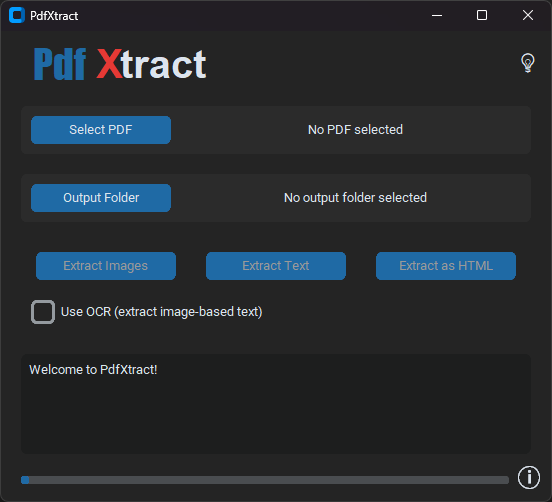 PdfXtract
Pdf Xtract
Select PDF
No PDF selected
Output Folder
No output folder selected
Extract Images
Extract Text
Extract as HTML
Use OCR (extract image-based text)
Welcome to PdfXtract!